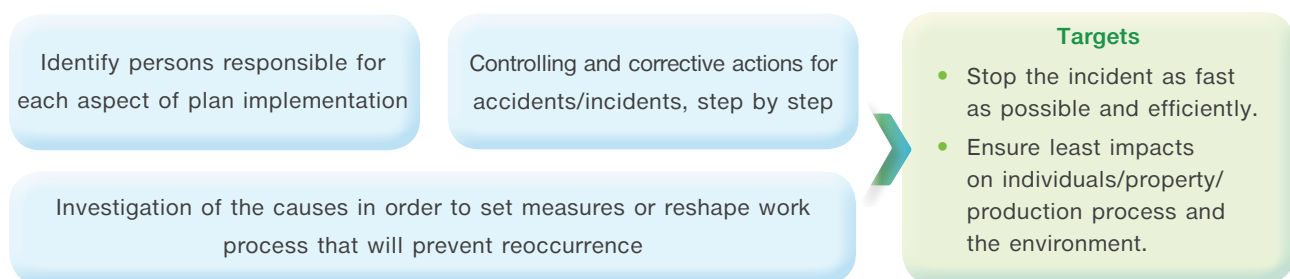 Identify persons responsible for
each aspect of plan implementation
Controlling and corrective actions for
accidents/incidents, step by step
Investigation of the causes in order to set measures or reshape work
process that will prevent reoccurrence
Targets
• Stop the incident as fast
as possible and efficiently.
• Ensure least impacts
on individuals/property/
production process and
the environment.